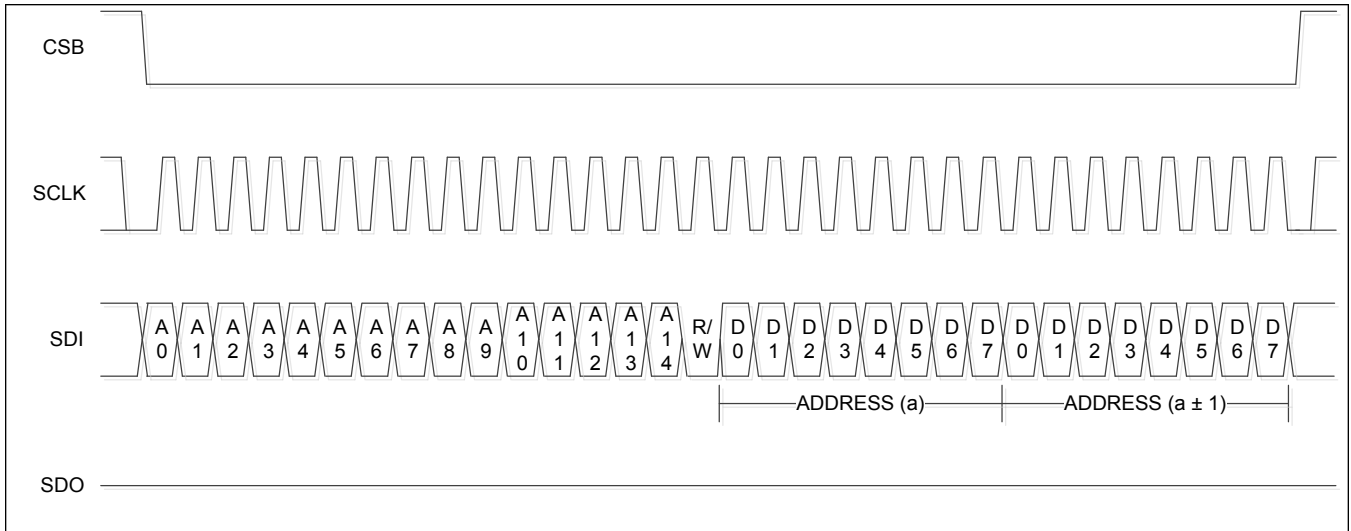 CSB
SCLK
SDI A0 A1 A2 A3 A4 A5 A6 A7 A8 A9 A10 A11 A12 A13 A14 R/W D0 D1 D2 D3 D4 D5 D6 D7 D0 D1 D2 D3 D4 D5 D6 D7
ADDRESS (a) ADDRESS (a ± 1)
SDO